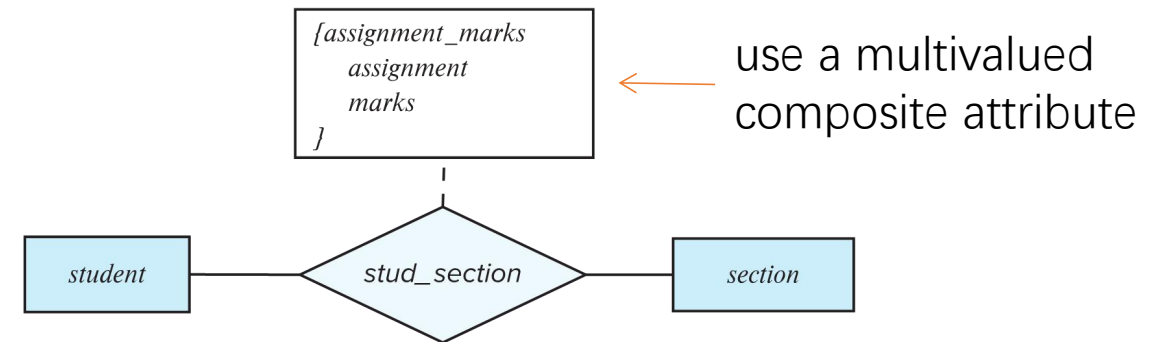 {assignment_marks
assignment
marks
}
use a multivalued
composite attribute
student
stud_section
section